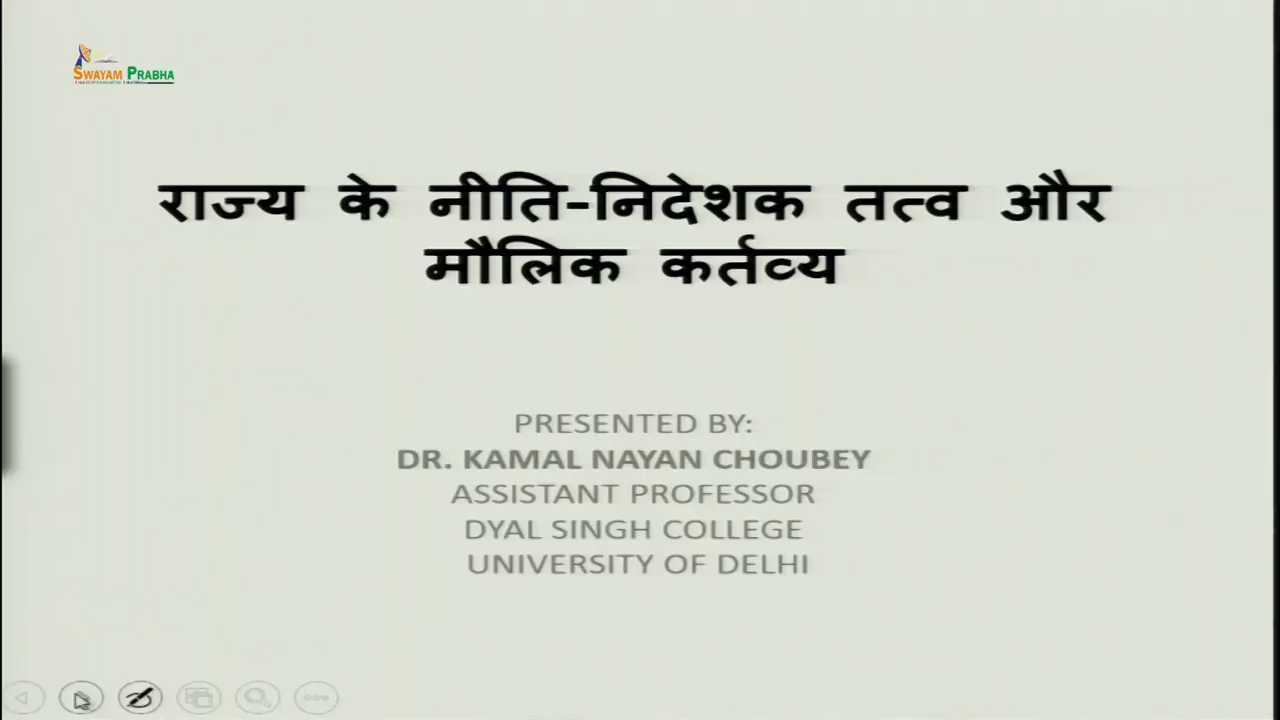 SWAYAM PRABHA
राज्य के नीति-निदेशक तत्व और
मौलिक कर्तव्य
PRESENTED BY:
DR. KAMAL NAYAN CHOUBEY
ASSISTANT PROFESSOR
DYAL SINGH COLLEGE
UNIVERSITY OF DELHI